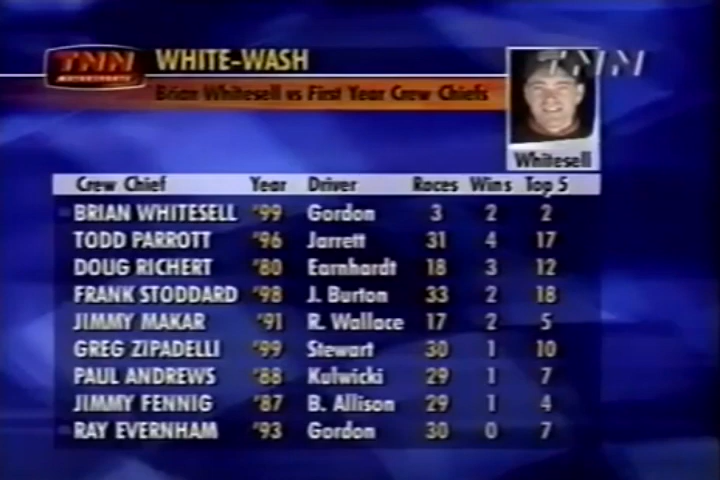 TNN WHITE-WASH TNN
MOTORSPORTS Brian Whitesell vs First Year Crew Chiefs
Whitesell
Crew Chief Year Driver Races Wins Top 5
BRIAN WHITESELL '99 Gordon 3 2 2
TODD PARROTT '96 Jarrett 31 4 17
DOUG RICHERT '80 Earnhardt 18 3 12
FRANK STODDARD '98 J. Burton 33 2 18
JIMMY MAKAR '91 R. Wallace 17 2 5
GREG ZIPADELLI '99 Stewart 30 1 10
PAUL ANDREWS '88 Kulwicki 29 1 7
JIMMY FENNIG '87 B. Allison 29 1 4
RAY EVERNHAM '93 Gordon 30 0 7